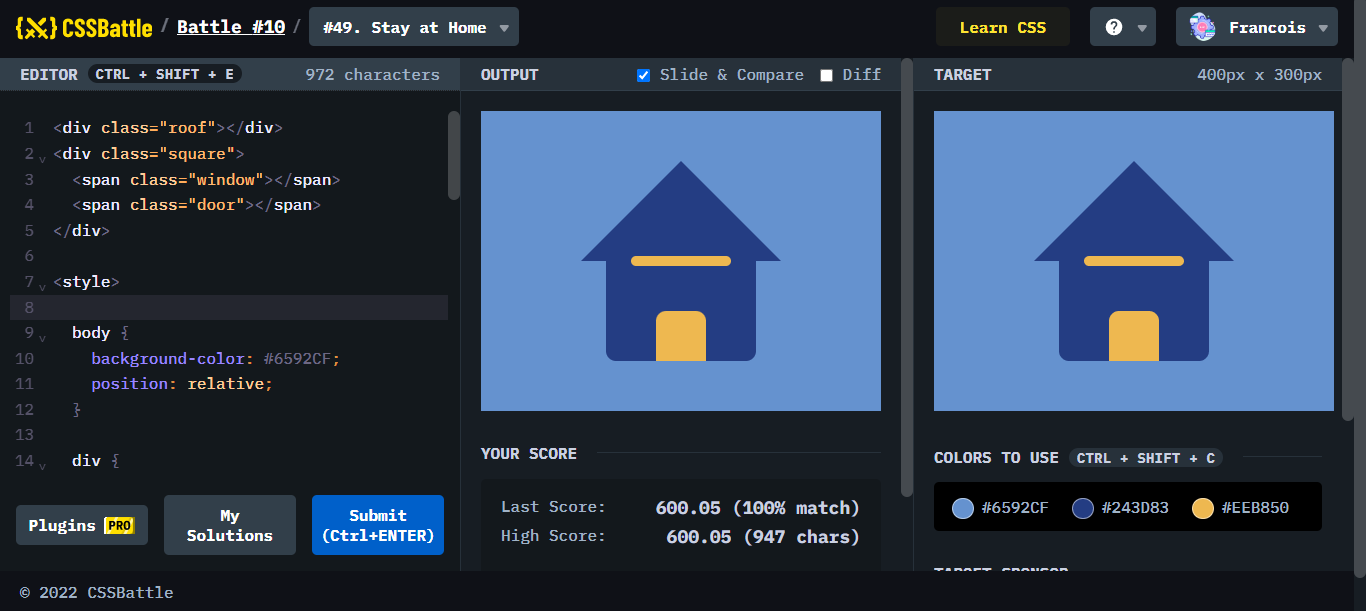 {X} CSSBattle / Battle #10 / #49. Stay at Home
Learn CSS
?
Francois
EDITOR CTRL + SHIFT + E 972 characters
OUTPUT Slide & Compare Diff
TARGET 400px x 300px
1 <div class="roof"></div>
2 <div class="square">
3 <span class="window"></span>
4 <span class="door"></span>
5 </div>
6
7 <style>
8
9 body {
10 background-color: #6592CF;
11 position: relative;
12 }
13
14 div {
Plugins PRO
My
Solutions
Submit
(Ctrl+ENTER)
YOUR SCORE
Last Score: 600.05 (100% match)
High Score: 600.05 (947 chars)
COLORS TO USE CTRL + SHIFT + C
#6592CF #243D83 #EEB850
TARGET SPONSOR
© 2022 CSSBattle